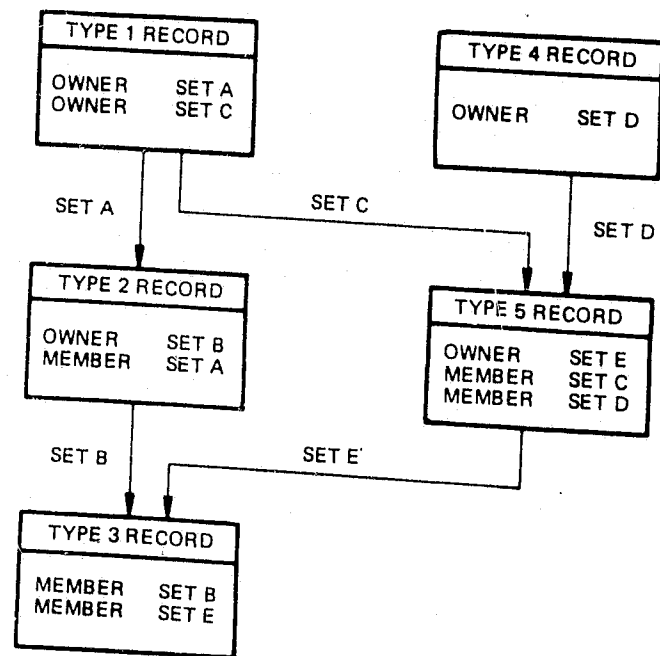 TYPE 1 RECORD
OWNER SET A
OWNER SET C
TYPE 4 RECORD
OWNER SET D
SET A
SET C
SET D
TYPE 2 RECORD
OWNER SET B
MEMBER SET A
TYPE 5 RECORD
OWNER SET E
MEMBER SET C
MEMBER SET D
SET B
SET E
TYPE 3 RECORD
MEMBER SET B
MEMBER SET E